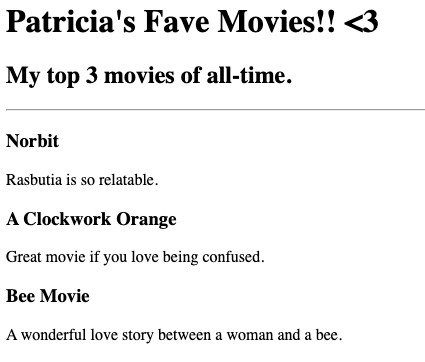 Patricia's Fave Movies!! <3
My top 3 movies of all-time.
Norbit
Rasbutia is so relatable.
A Clockwork Orange
Great movie if you love being confused.
Bee Movie
A wonderful love story between a woman and a bee.